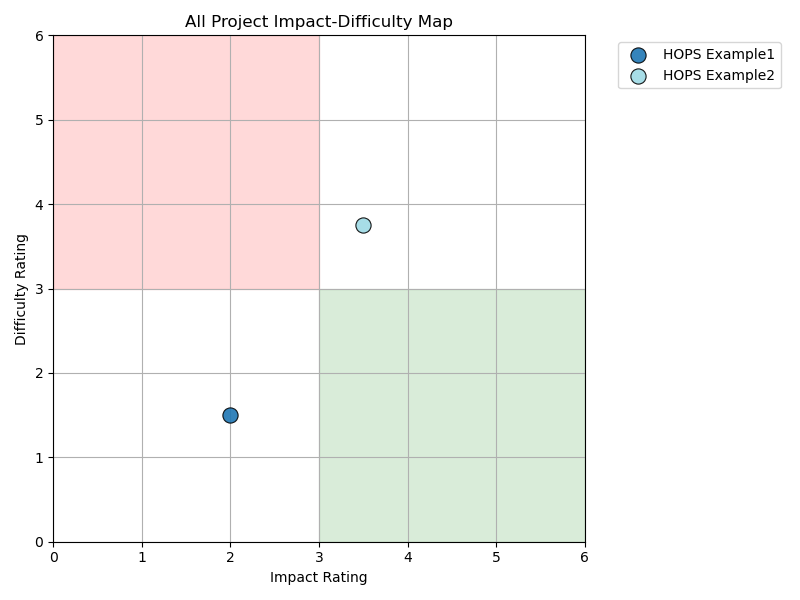 All Project Impact-Difficulty Map
HOPS Example1
HOPS Example2
6
5
4
3
2
1
0
Difficulty Rating
0 1 2 3 4 5 6
Impact Rating